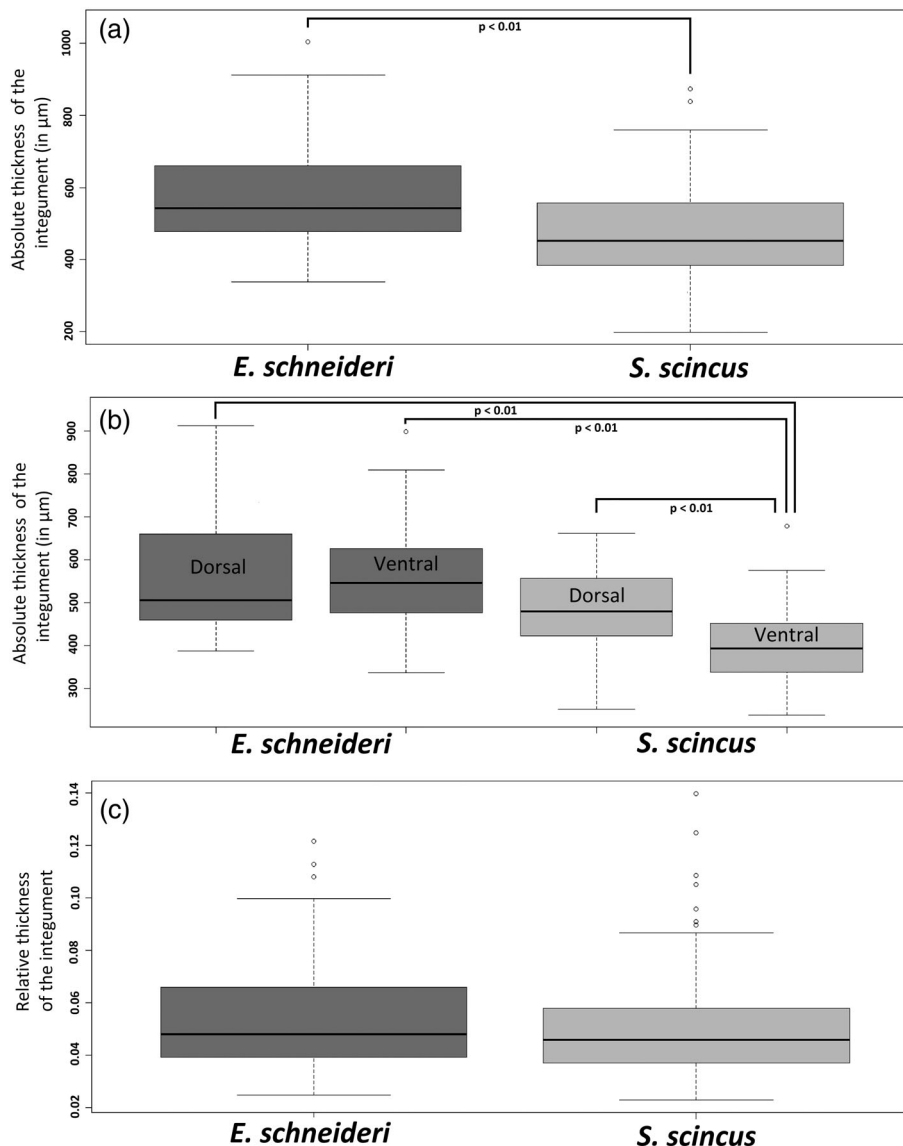 (a)
p < 0.01
Absolute thickness of the
integument (in µm)
1000
800
600
400
200
E. schneideri
S. scincus
(b)
p < 0.01
p < 0.01
p < 0.01
Absolute thickness of the
integument (in µm)
900
800
700
600
500
400
300
Dorsal
Ventral
Dorsal
Ventral
E. schneideri
S. scincus
(c)
Relative thickness
of the integument
0.14
0.12
0.10
0.08
0.06
0.04
0.02
E. schneideri
S. scincus